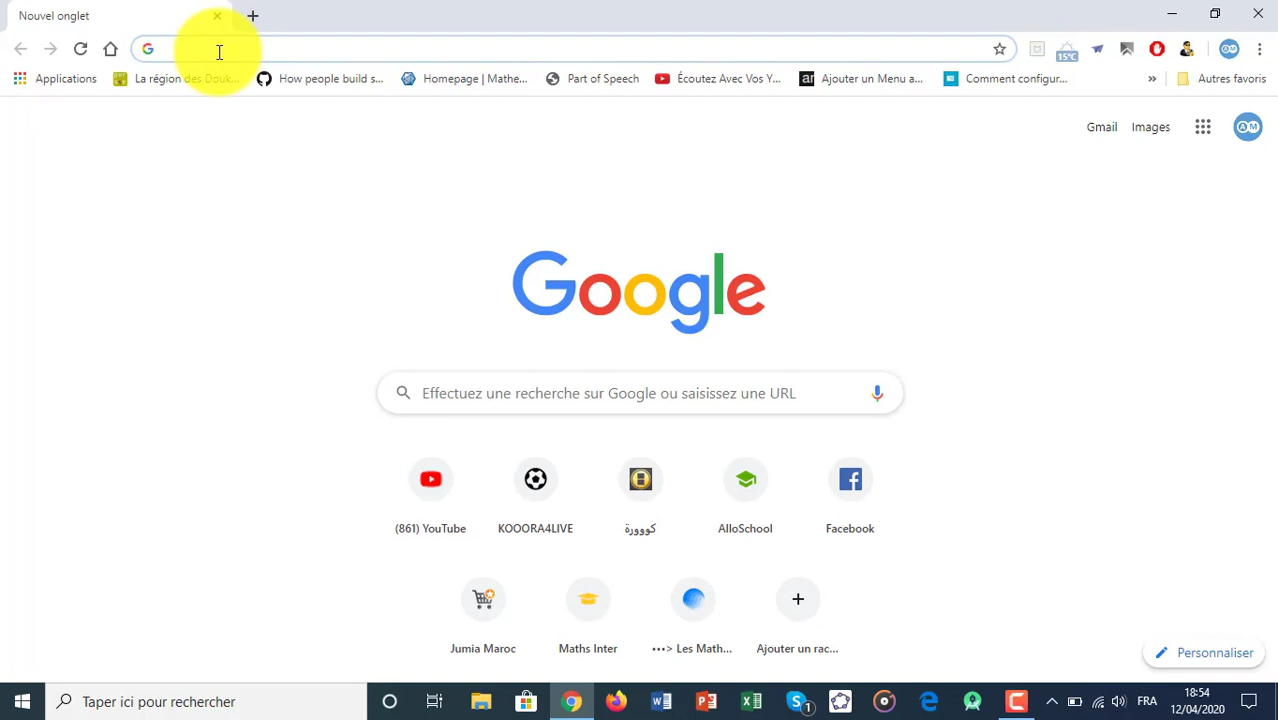 Nouvel onglet
Applications La région des Douk... How people build s... Homepage | Mathe... Part of Speech Écoutez Avec Vos Y... Ajouter un Menu a... Comment configur... » Autres favoris
15°C
Gmail Images AM
Google
Effectuez une recherche sur Google ou saisissez une URL
(861) YouTube KOOORA4LIVE كووورة AlloSchool Facebook
Jumia Maroc Maths Inter •••> Les Math... Ajouter un rac...
Personnaliser
Taper ici pour rechercher
FRA
18:54
12/04/2020